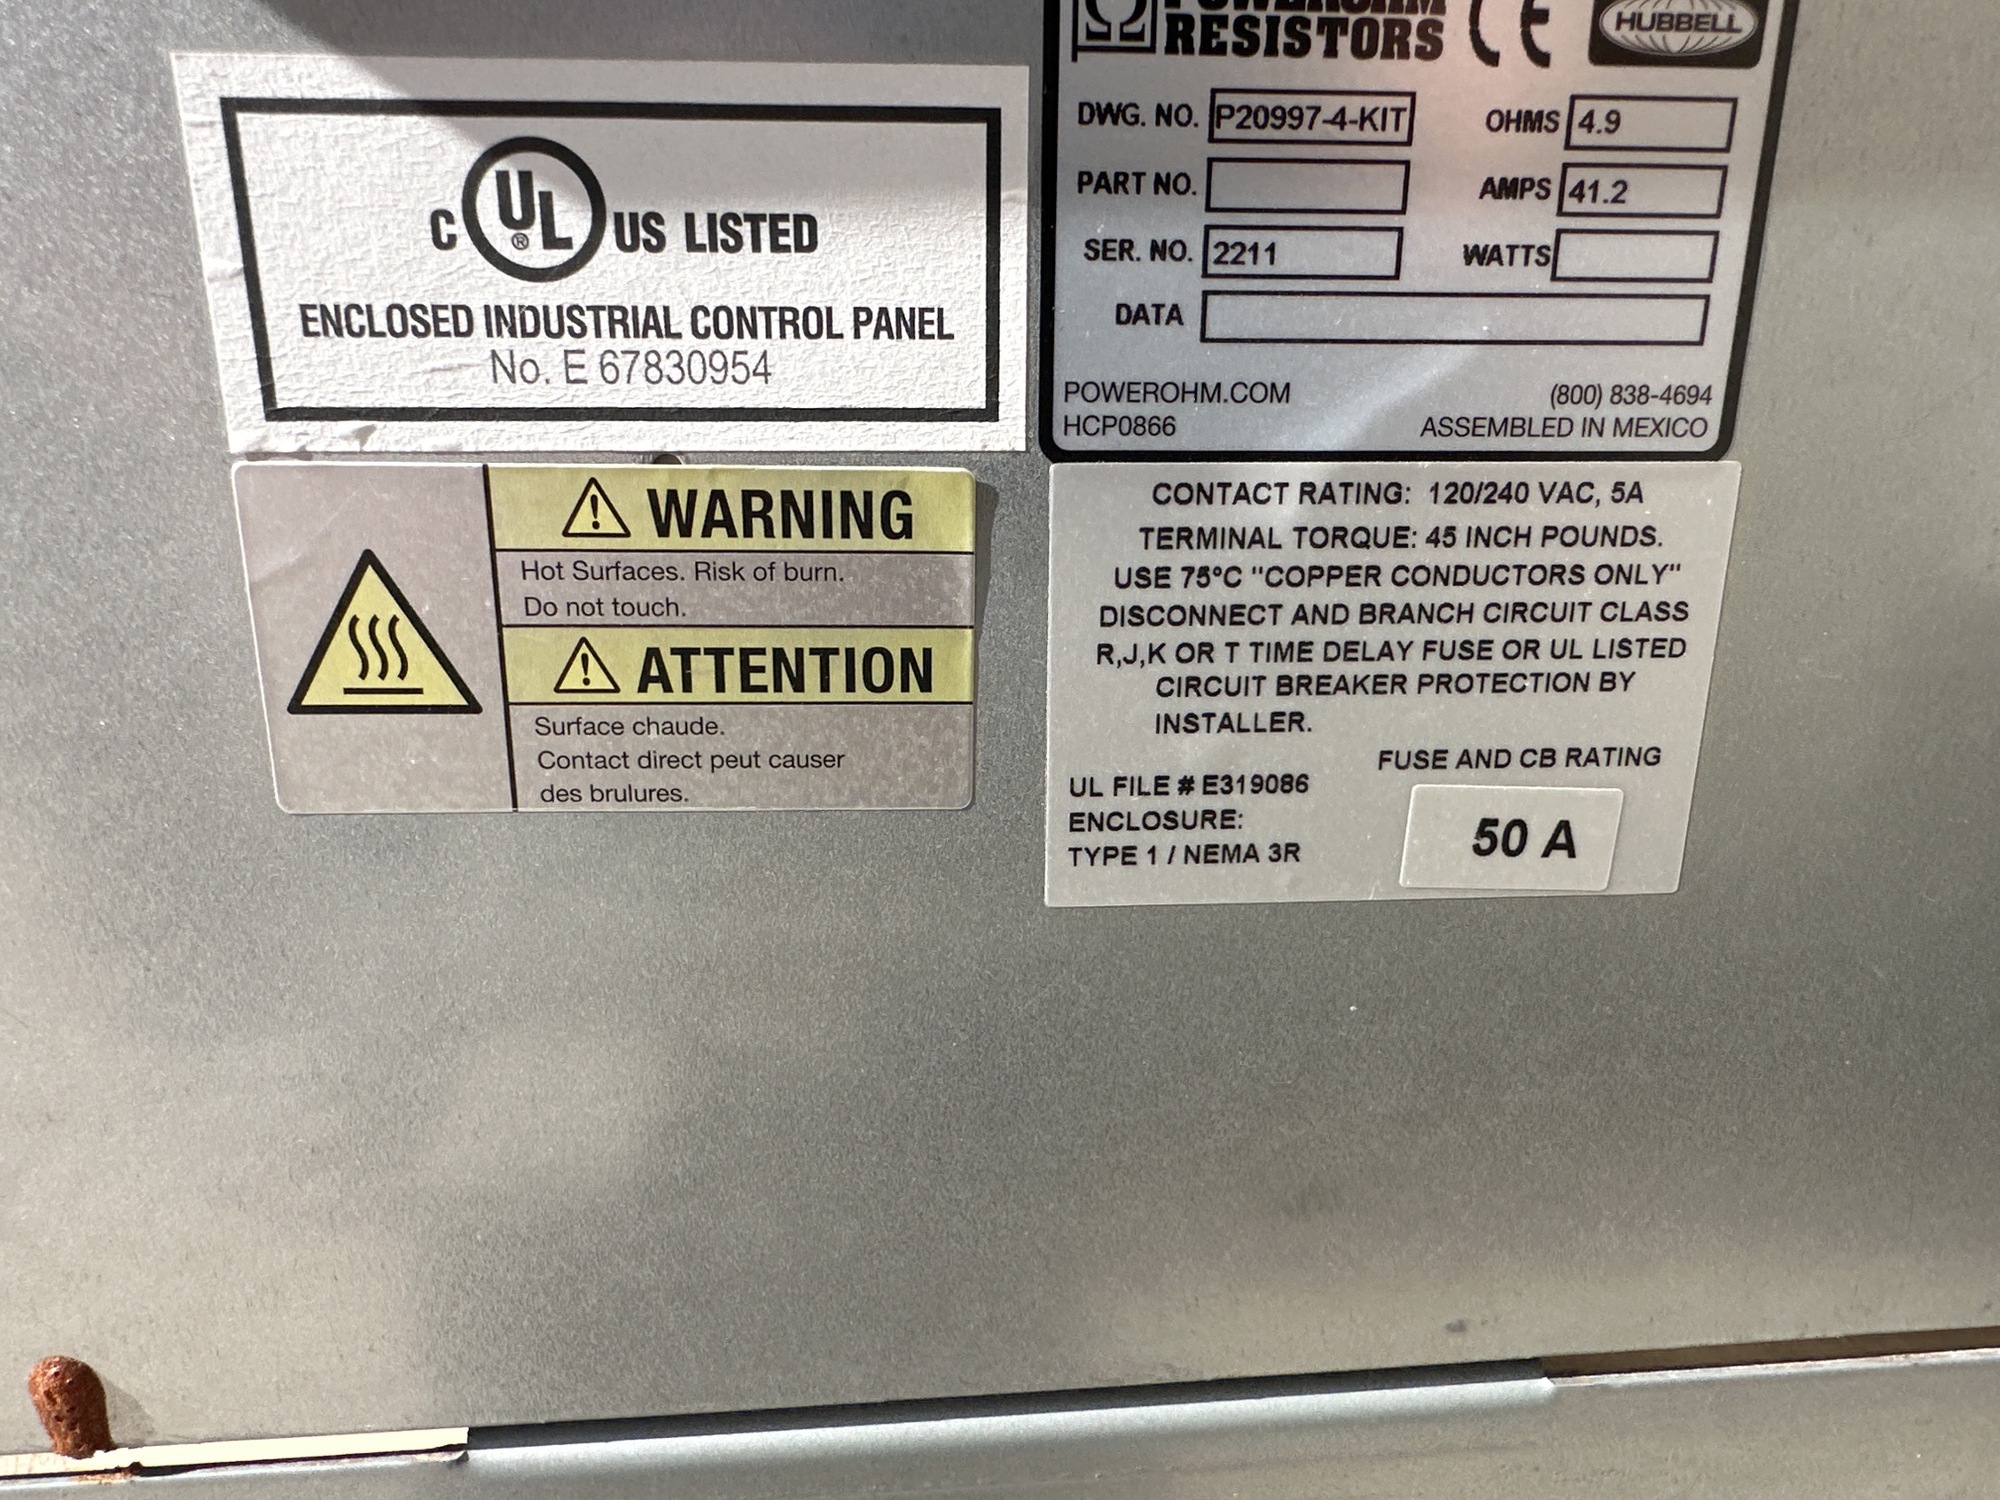 C UL® US LISTED
ENCLOSED INDUSTRIAL CONTROL PANEL
No. E 67830954
WARNING
Hot Surfaces. Risk of burn.
Do not touch.
ATTENTION
Surface chaude.
Contact direct peut causer
des brulures.
POWEROHM
RESISTORS CE HUBBELL
DWG. NO. P20997-4-KIT OHMS 4.9
PART NO. AMPS 41.2
SER. NO. 2211 WATTS
DATA
POWEROHM.COM (800) 838-4694
HCP0866 ASSEMBLED IN MEXICO
CONTACT RATING: 120/240 VAC, 5A
TERMINAL TORQUE: 45 INCH POUNDS.
USE 75°C "COPPER CONDUCTORS ONLY"
DISCONNECT AND BRANCH CIRCUIT CLASS
R,J,K OR T TIME DELAY FUSE OR UL LISTED
CIRCUIT BREAKER PROTECTION BY
INSTALLER.
FUSE AND CB RATING
UL FILE # E319086
ENCLOSURE:
TYPE 1 / NEMA 3R
50 A